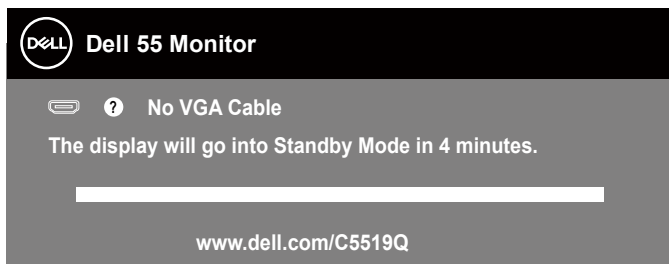 DELL
Dell 55 Monitor
? No VGA Cable
The display will go into Standby Mode in 4 minutes.
www.dell.com/C5519Q